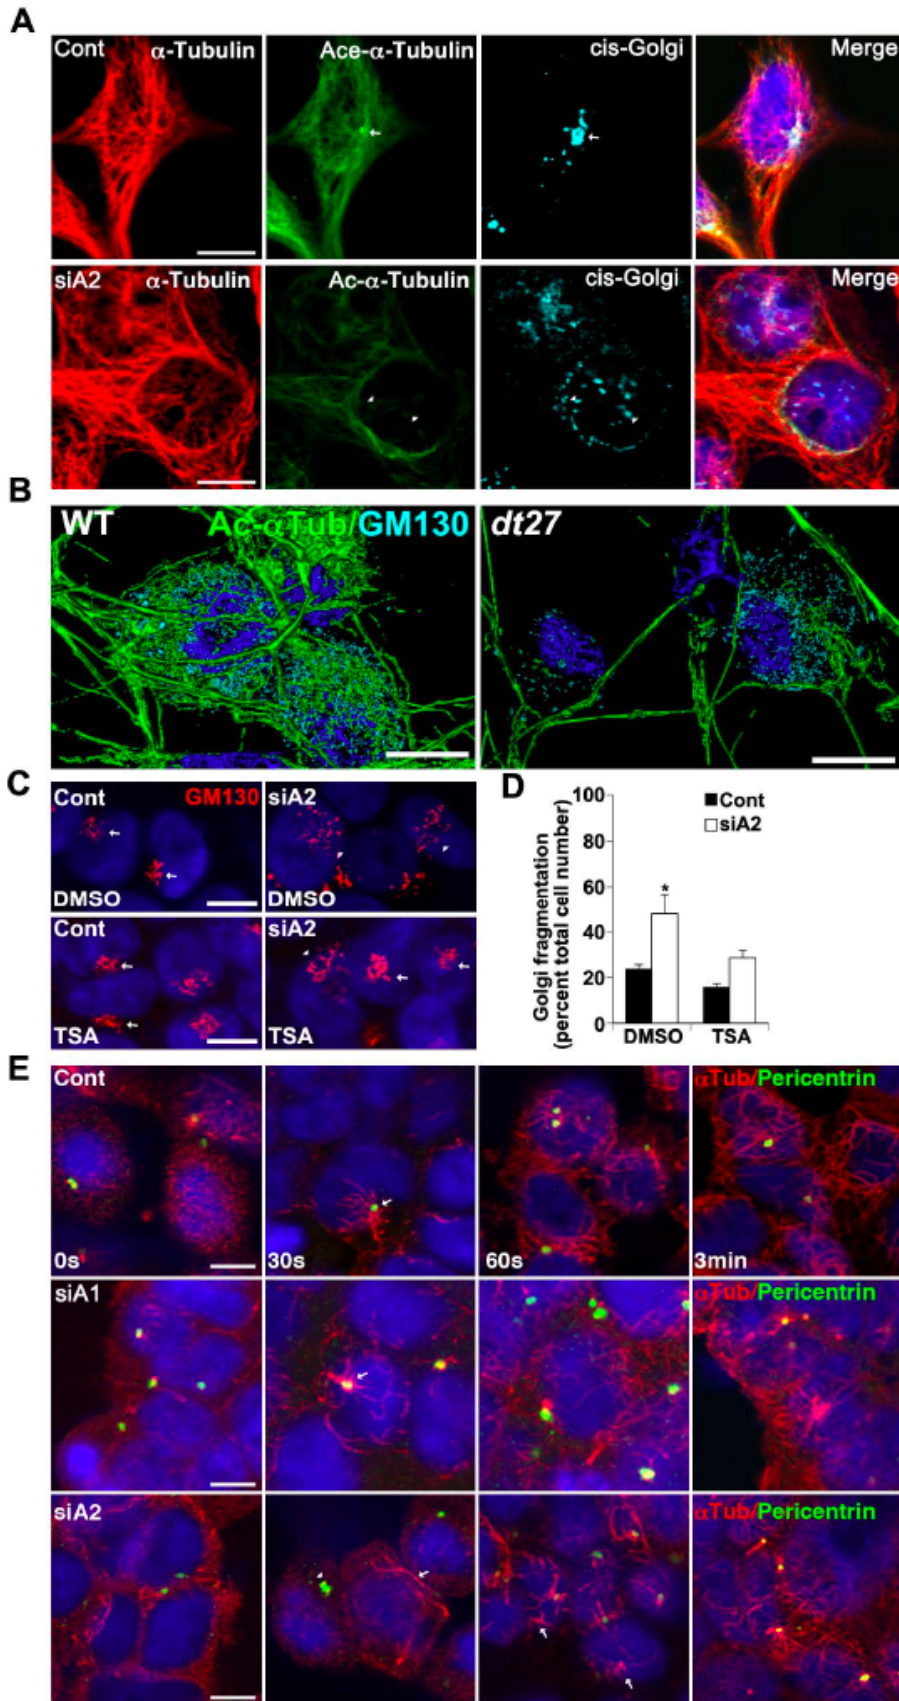 A
Cont α-Tubulin Ace-α-Tubulin cis-Golgi Merge
siA2 α-Tubulin Ac-α-Tubulin cis-Golgi Merge
B
WT Ac-αTub/GM130 dt27
C
Cont GM130 siA2
DMSO DMSO
Cont siA2
TSA TSA
D
Cont
siA2
Golgi fragmentation
(percent total cell number)
100
80
60
40
20
0
*
DMSO TSA
E
Cont αTub/Pericentrin
0s 30s 60s 3min
siA1 αTub/Pericentrin
siA2 αTub/Pericentrin